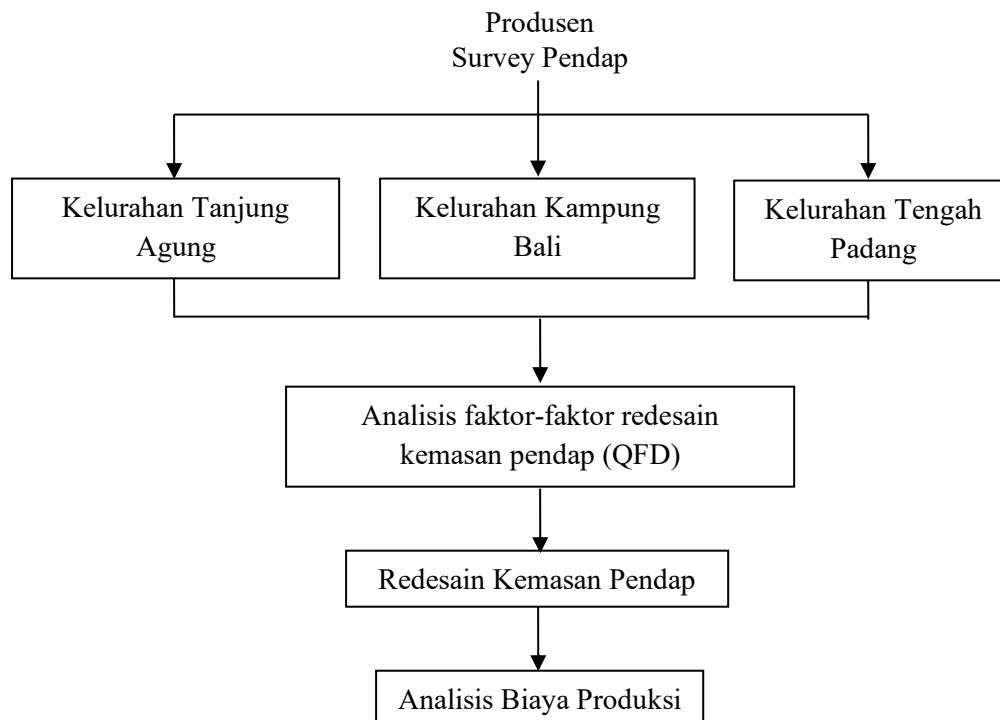 Produsen
Survey Pendap
Kelurahan Tanjung
Agung
Kelurahan Kampung
Bali
Kelurahan Tengah
Padang
Analisis faktor-faktor redesain
kemasan pendap (QFD)
Redesain Kemasan Pendap
Analisis Biaya Produksi